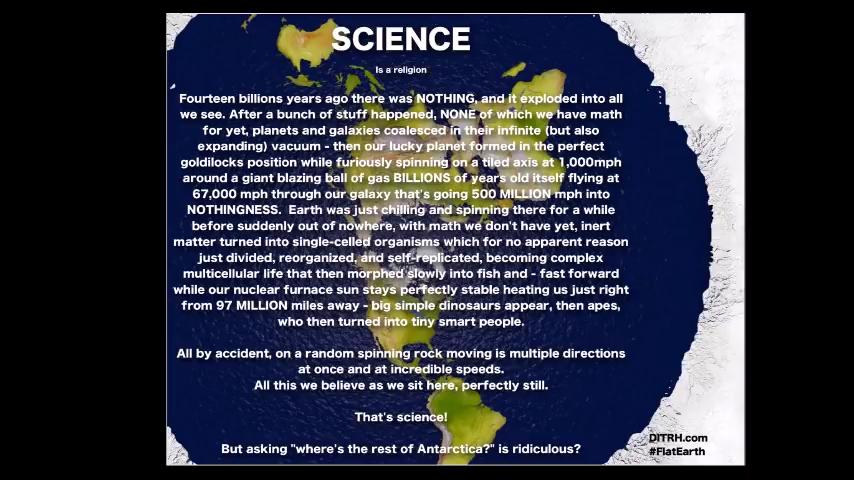 SCIENCE
Is a religion
Fourteen billions years ago there was NOTHING, and it exploded into all
we see. After a bunch of stuff happened, NONE of which we have math
for yet, planets and galaxies coalesced in their infinite (but also
expanding) vacuum - then our lucky planet formed in the perfect
goldilocks position while furiously spinning on a tiled axis at 1,000mph
around a giant blazing ball of gas BILLIONS of years old itself flying at
67,000 mph through our galaxy that's going 500 MILLION mph into
NOTHINGNESS. Earth was just chilling and spinning there for a while
before suddenly out of nowhere, with math we don't have yet, inert
matter turned into single-celled organisms which for no apparent reason
just divided, reorganized, and self-replicated, becoming complex
multicellular life that then morphed slowly into fish and - fast forward
while our nuclear furnace sun stays perfectly stable heating us just right
from 97 MILLION miles away - big simple dinosaurs appear, then apes,
who then turned into tiny smart people.
All by accident, on a random spinning rock moving is multiple directions
at once and at incredible speeds.
All this we believe as we sit here, perfectly still.
That's science!
But asking "where's the rest of Antarctica?" is ridiculous?
DITRH.com
#FlatEarth